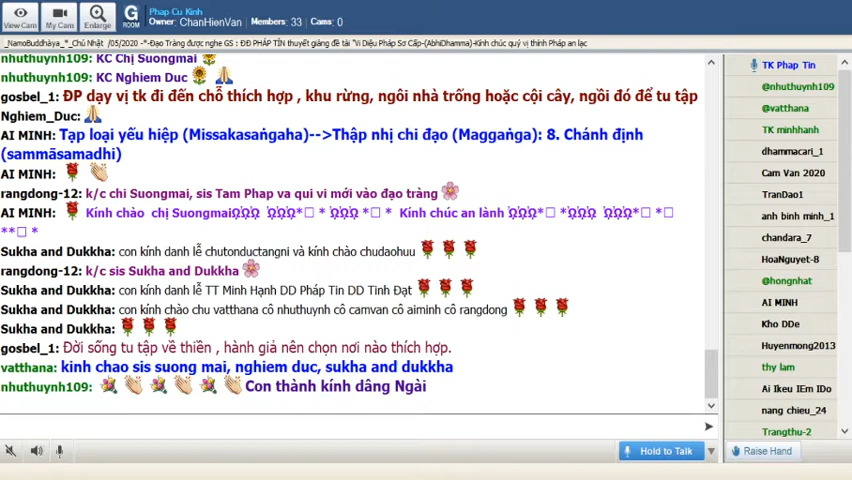 View Cam
My Cam
Enlarge
G
ROOM
Phap Cu Kinh
Owner: ChanHienVan Members: 33 Cams: 0
_NamoBuddhàya_*_Chủ Nhật /05/2020 -*-Đạo Tràng được nghe GS : ĐĐ PHÁP TÍN thuyết giảng đề tài "Vi Diệu Pháp Sơ Cấp-(AbhiDhamma)-Kính chúc quý vị thính Pháp an lạc
nhuthuynh109: KC Chị Suongmai
nhuthuynh109: KC Nghiem Duc
gosbel_1: ĐP dạy vị tk đi đến chỗ thích hợp , khu rừng, ngôi nhà trống hoặc cội cây, ngồi đó để tu tập
Nghiem_Duc:
AI MINH: Tạp loại yếu hiệp (Missakasaṅgaha)-->Thập nhị chi đạo (Maggaṅga): 8. Chánh định
(sammāsamadhi)
AI MINH:
rangdong-12: k/c chi Suongmai, sis Tam Phap va qui vi mới vào đạo tràng
AI MINH: Kính chào chị Suongmai Kính chúc an lành
Sukha and Dukkha: con kính danh lễ chutonductangni và kính chào chudaohuu
rangdong-12: k/c sis Sukha and Dukkha
Sukha and Dukkha: con kính danh lễ TT Minh Hạnh DD Pháp Tin DD Tinh Đạt
Sukha and Dukkha: con kính chào chu vatthana cô nhuthuynh cô camvan cô aiminh cô rangdong
Sukha and Dukkha:
gosbel_1: Đời sống tu tập về thiền , hành giả nên chọn nơi nào thích hợp.
vatthana: kinh chao sis suong mai, nghiem duc, sukha and dukkha
nhuthuynh109: Con thành kính dâng Ngài
Hold to Talk
TK Phap Tin
@nhuthuynh109
@vatthana
TK minhhanh
dhammacari_1
Cam Van 2020
TranDao1
anh binh minh_1
chandara_7
HoaNguyet-8
@hongnhat
AI MINH
Kho DDe
Huyenmong2013
thy lam
Ai Ikeu IEm IDo
nang chieu_24
Trangthu-2
Raise Hand